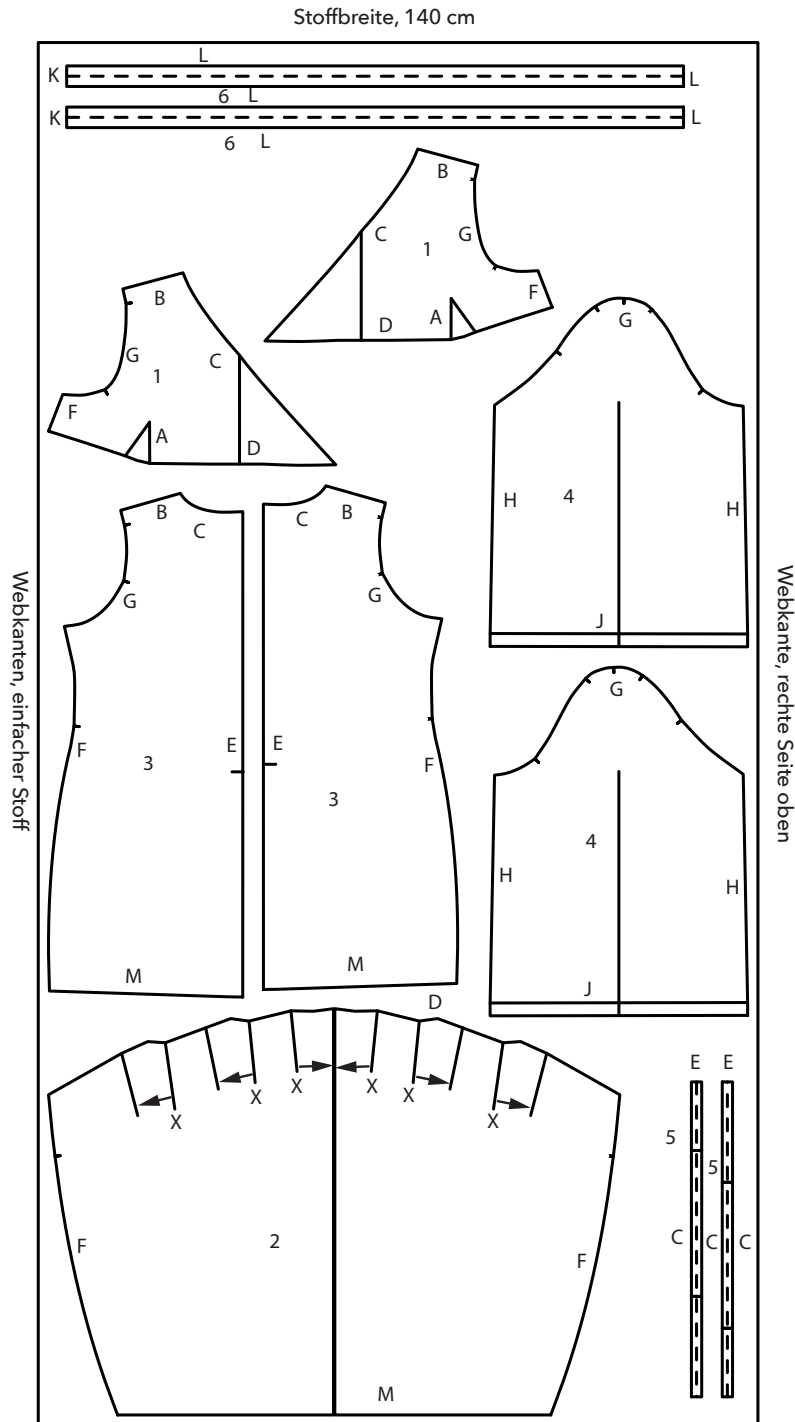 Stoffbreite, 140 cm
L
K
L
6 L
K
L
6 L
B
C
G
1
F
A
D
B
G
C
1
F
A
D
G
H
4
H
J
B
C
G
F
E
3
M
C
B
G
E
F
3
M
Webkanten, einfacher Stoff
Webkante, rechte Seite oben
G
4
H
H
J
D
X
X
X
X
X
X
F
2
F
M
E E
5
5
C C C